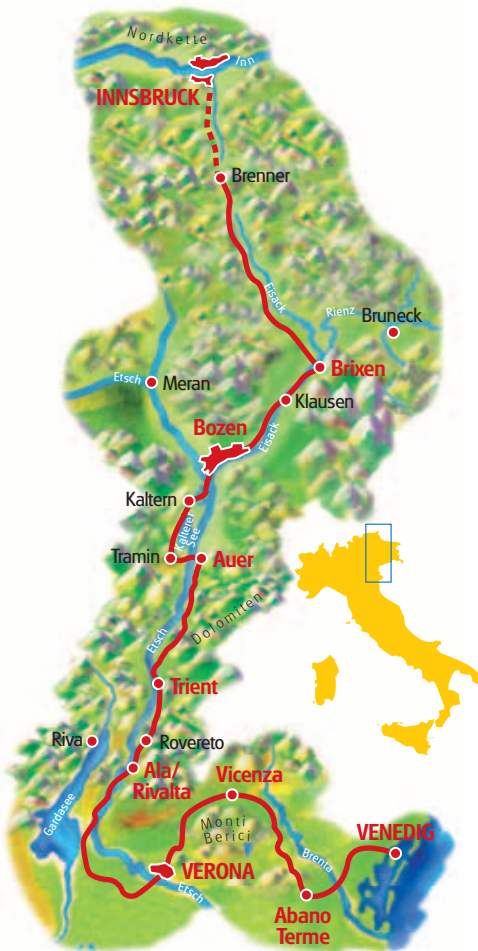 Nordkette
Inn
INNSBRUCK
Brenner
Eisack
Rienz
Bruneck
Brixen
Etsch
Meran
Klausen
Bozen
Eisack
Kaltern
Kalterer
See
Tramin
Auer
Dolomiten
Etsch
Trient
Riva
Rovereto
Ala/
Rivalta
Gardasee
Vicenza
Monti
Berici
VENEDIG
Brenta
VERONA
Etsch
Abano
Terme